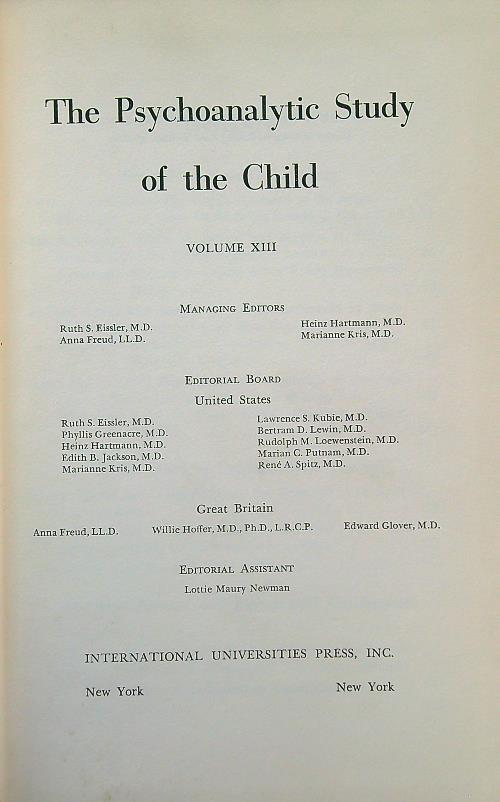 The Psychoanalytic Study
of the Child
VOLUME XIII
Managing Editors
Ruth S. Eissler, M.D. Heinz Hartmann, M.D.
Anna Freud, LL.D. Marianne Kris, M.D.
Editorial Board
United States
Ruth S. Eissler, M.D. Lawrence S. Kubie, M.D.
Phyllis Greenacre, M.D. Bertram D. Lewin, M.D.
Heinz Hartmann, M.D. Rudolph M. Loewenstein, M.D.
Edith B. Jackson, M.D. Marian C. Putnam, M.D.
Marianne Kris, M.D. René A. Spitz, M.D.
Great Britain
Anna Freud, LL.D. Willie Hoffer, M.D., Ph.D., L.R.C.P. Edward Glover, M.D.
Editorial Assistant
Lottie Maury Newman
INTERNATIONAL UNIVERSITIES PRESS, INC.
New York New York